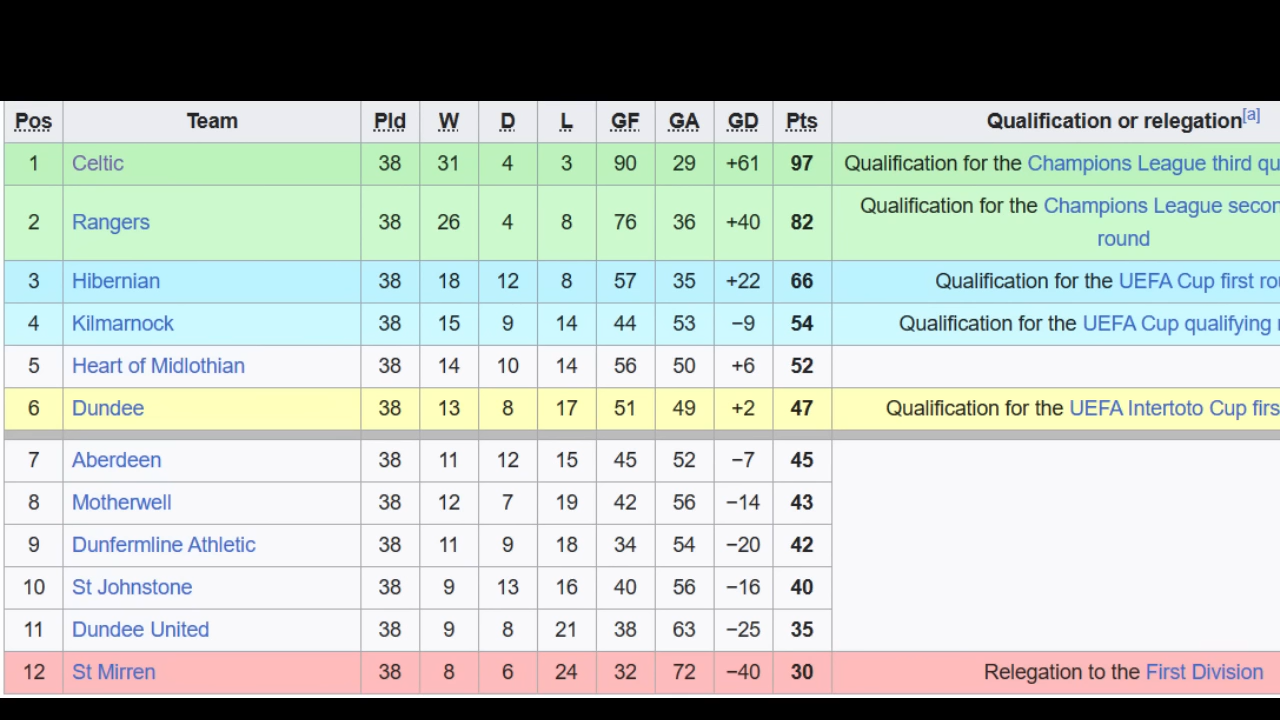 Pos Team Pld W D L GF GA GD Pts Qualification or relegation[a]
1 Celtic 38 31 4 3 90 29 +61 97 Qualification for the Champions League third
2 Rangers 38 26 4 8 76 36 +40 82 Qualification for the Champions League
round
3 Hibernian 38 18 12 8 57 35 +22 66 Qualification for the UEFA Cup first
4 Kilmarnock 38 15 9 14 44 53 −9 54 Qualification for the UEFA Cup qualifying
5 Heart of Midlothian 38 14 10 14 56 50 +6 52
6 Dundee 38 13 8 17 51 49 +2 47 Qualification for the UEFA Intertoto Cup
7 Aberdeen 38 11 12 15 45 52 −7 45
8 Motherwell 38 12 7 19 42 56 −14 43
9 Dunfermline Athletic 38 11 9 18 34 54 −20 42
10 St Johnstone 38 9 13 16 40 56 −16 40
11 Dundee United 38 9 8 21 38 63 −25 35
12 St Mirren 38 8 6 24 32 72 −40 30 Relegation to the First Division